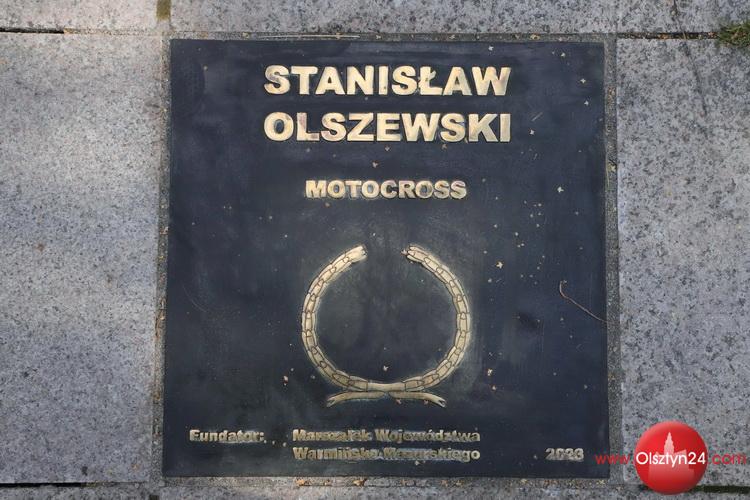 STANISŁAW
OLSZEWSKI
MOTOCROSS
Fundator: Marszałek Województwa
Warmińsko Mazurskiego 2023
www.Olsztyn24.com